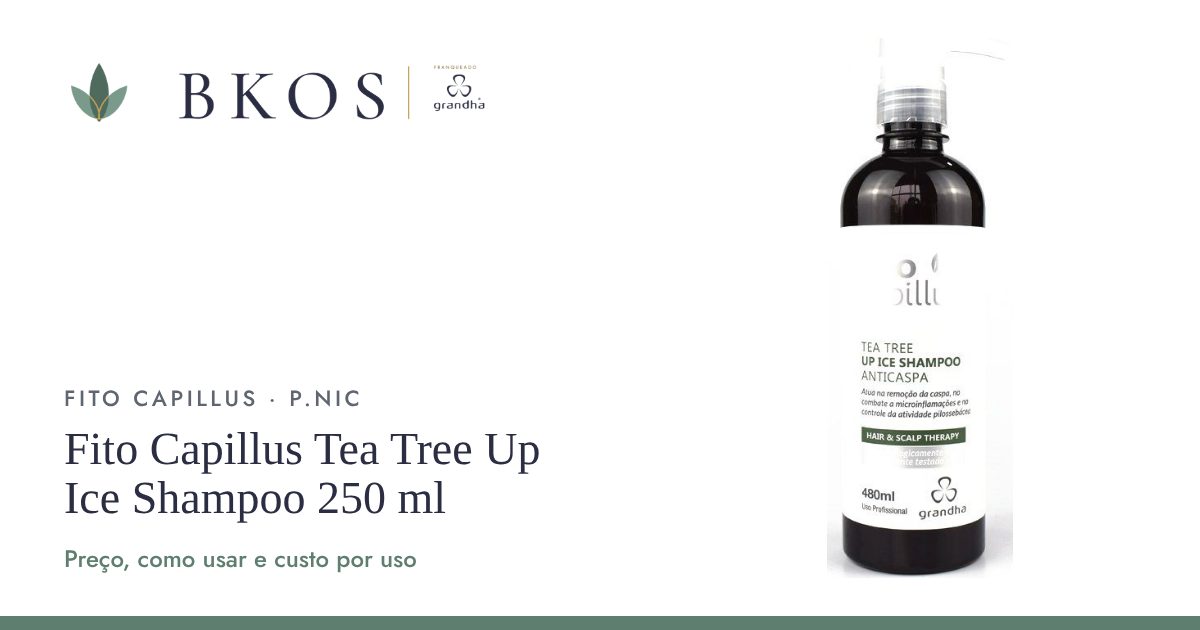 BKOS
FRANQUEADO
grandha
FITO CAPILLUS · P.NIC
Fito Capillus Tea Tree Up
Ice Shampoo 250 ml
Preço, como usar e custo por uso
TEA TREE
UP ICE SHAMPOO
ANTICASPA
Atua na remoção da caspa, no
combate a microinflamações e no
controle da atividade pilossebácea
HAIR & SCALP THERAPY
480ml
Uso Profissional
grandha